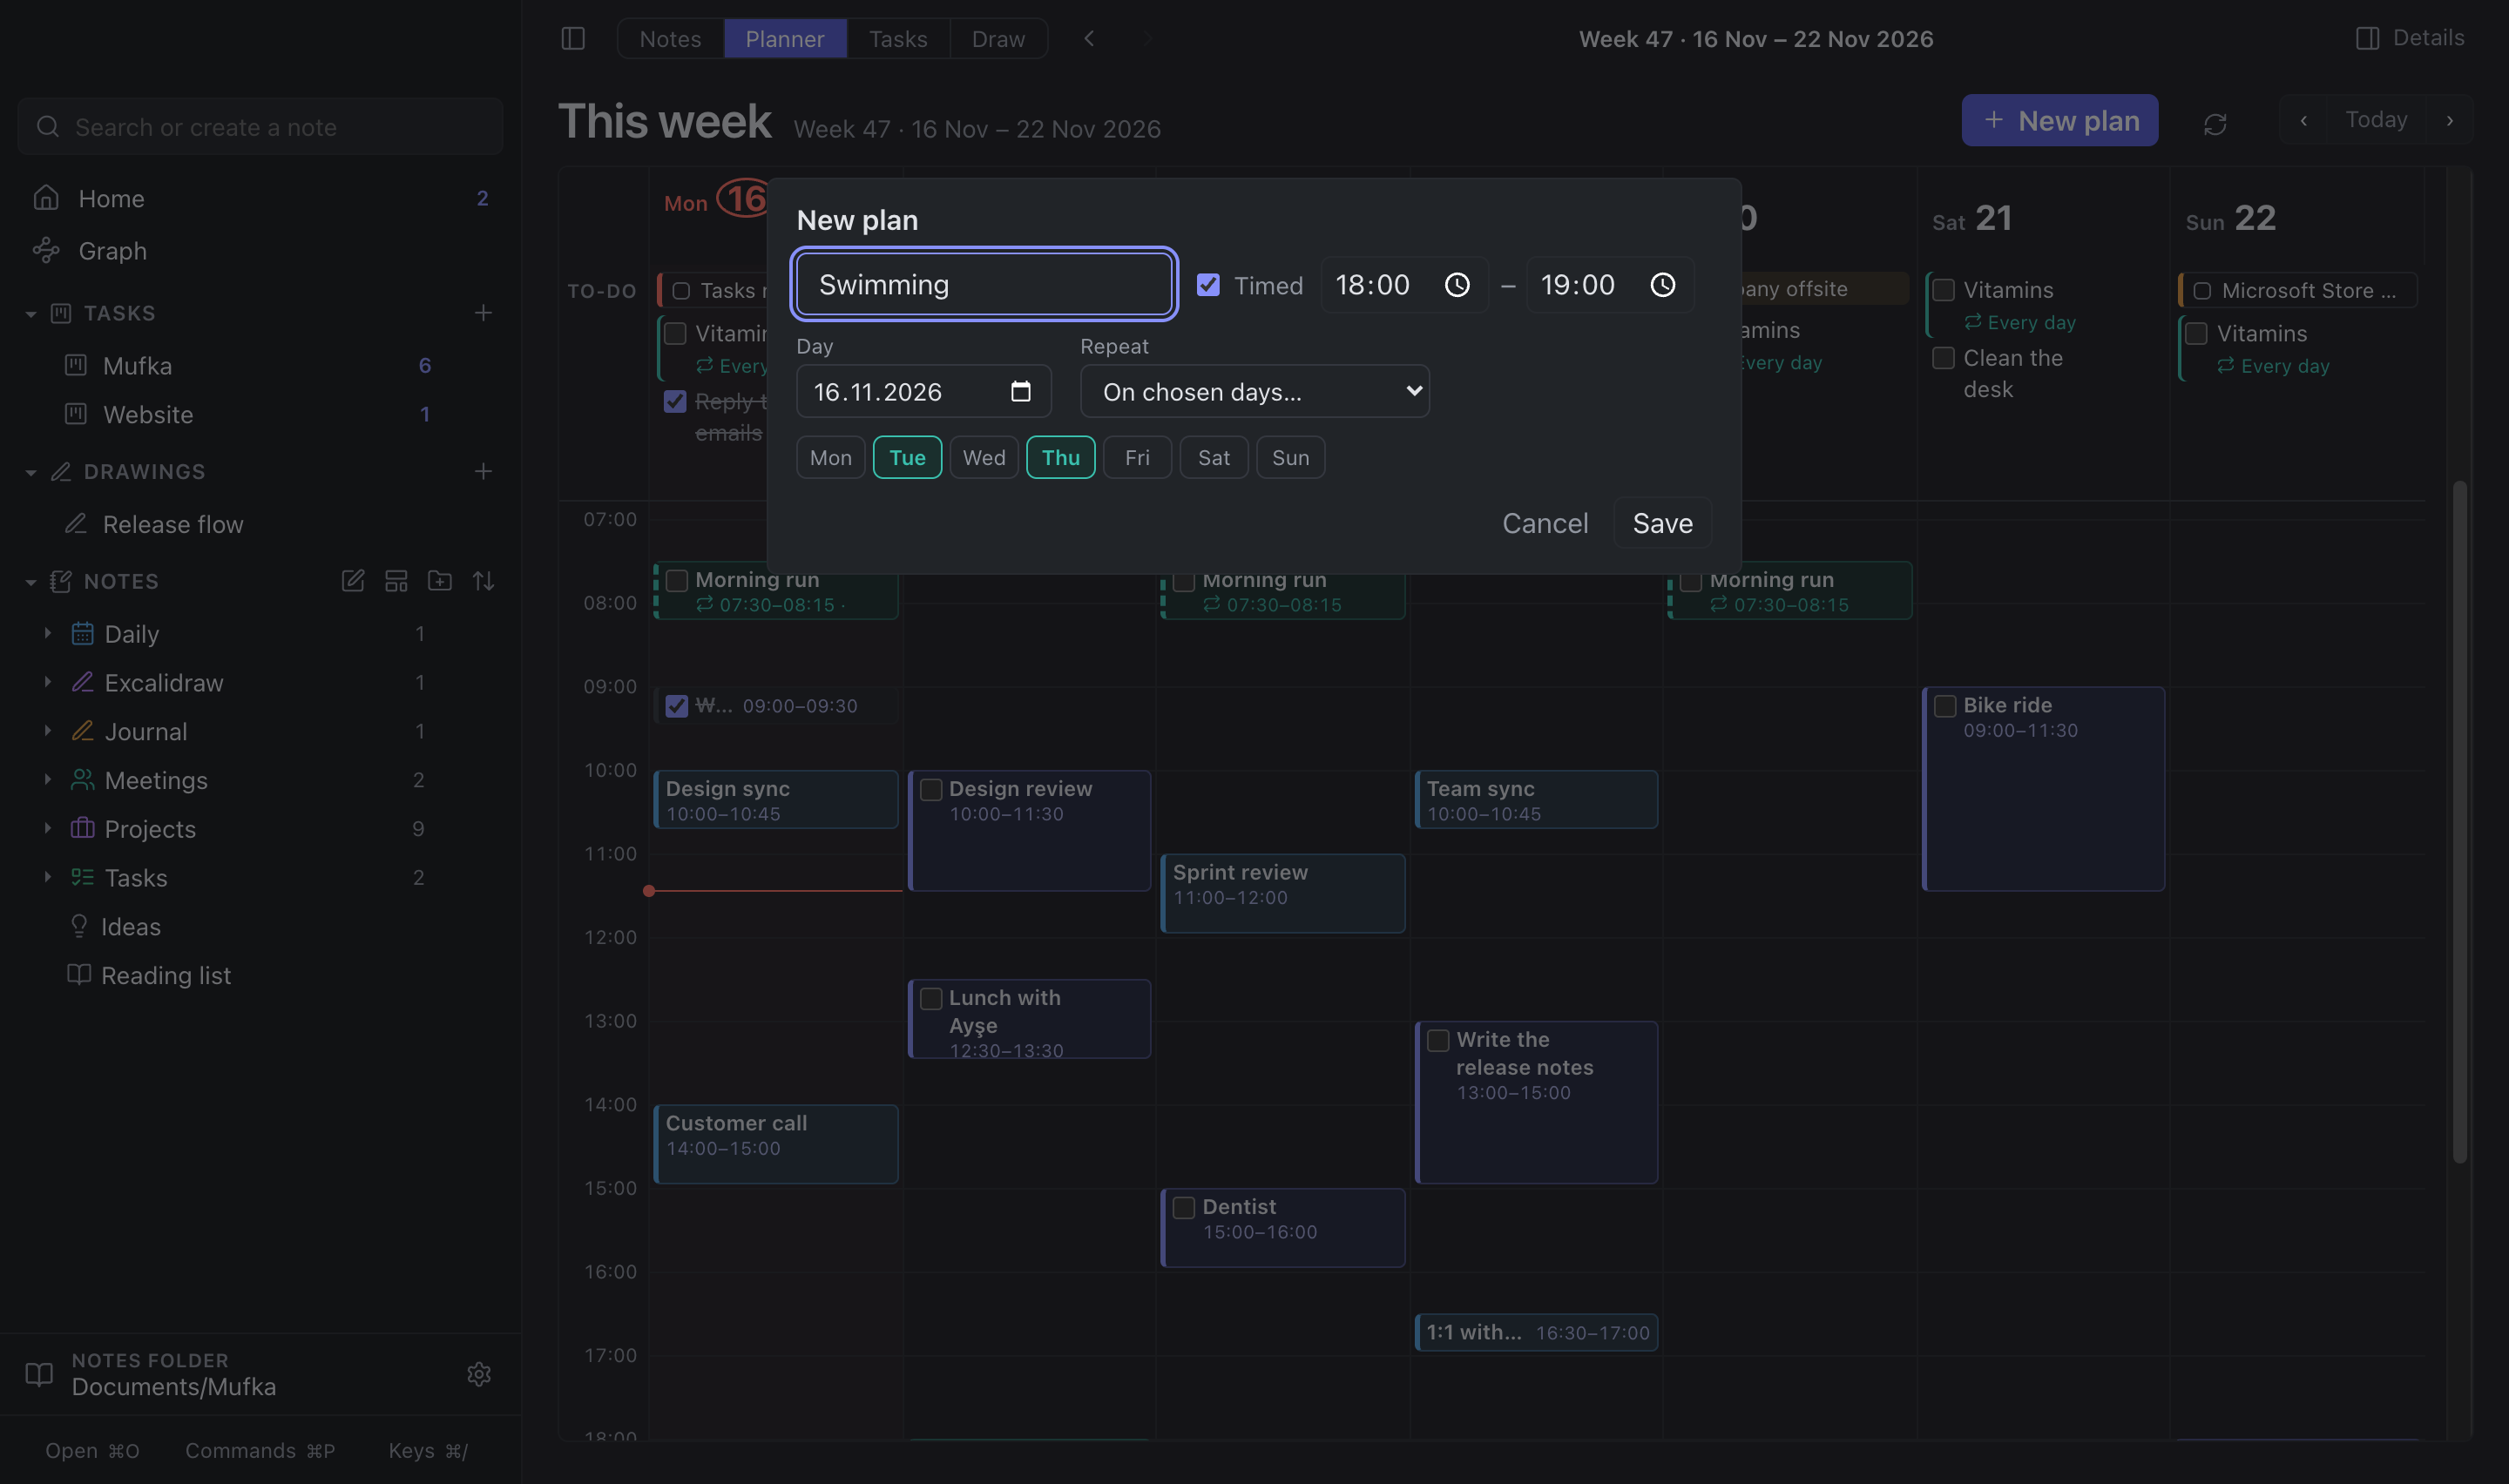 Notes Planner Tasks Draw
Week 47 · 16 Nov – 22 Nov 2026
Details
Search or create a note
Home 2
Graph
TASKS
Mufka 6
Website 1
DRAWINGS
Release flow
NOTES
Daily 1
Excalidraw 1
Journal 1
Meetings 2
Projects 9
Tasks 2
Ideas
Reading list
NOTES FOLDER
Documents/Mufka
Open ⌘O Commands ⌘P Keys ⌘/
This week Week 47 · 16 Nov – 22 Nov 2026
+ New plan
‹ Today ›
Mon 16
Sat 21
Sun 22
TO-DO
Tasks
Every
Reply
emails
offsite
Every day
Vitamins
Every day
Clean the
desk
Microsoft Store ...
Vitamins
Every day
New plan
Swimming
Timed 18:00 – 19:00
Day Repeat
16.11.2026 On chosen days...
Mon Tue Wed Thu Fri Sat Sun
Cancel Save
07:00
08:00
09:00
10:00
11:00
12:00
13:00
14:00
15:00
16:00
17:00
18:00
Morning run
07:30–08:15 ·
W... 09:00–09:30
Design sync
10:00–10:45
Customer call
14:00–15:00
Design review
10:00–11:30
Lunch with
Ayşe
12:30–13:30
Morning run
07:30–08:15
Sprint review
11:00–12:00
Dentist
15:00–16:00
Team sync
10:00–10:45
Write the
release notes
13:00–15:00
1:1 with... 16:30–17:00
Morning run
07:30–08:15
Bike ride
09:00–11:30